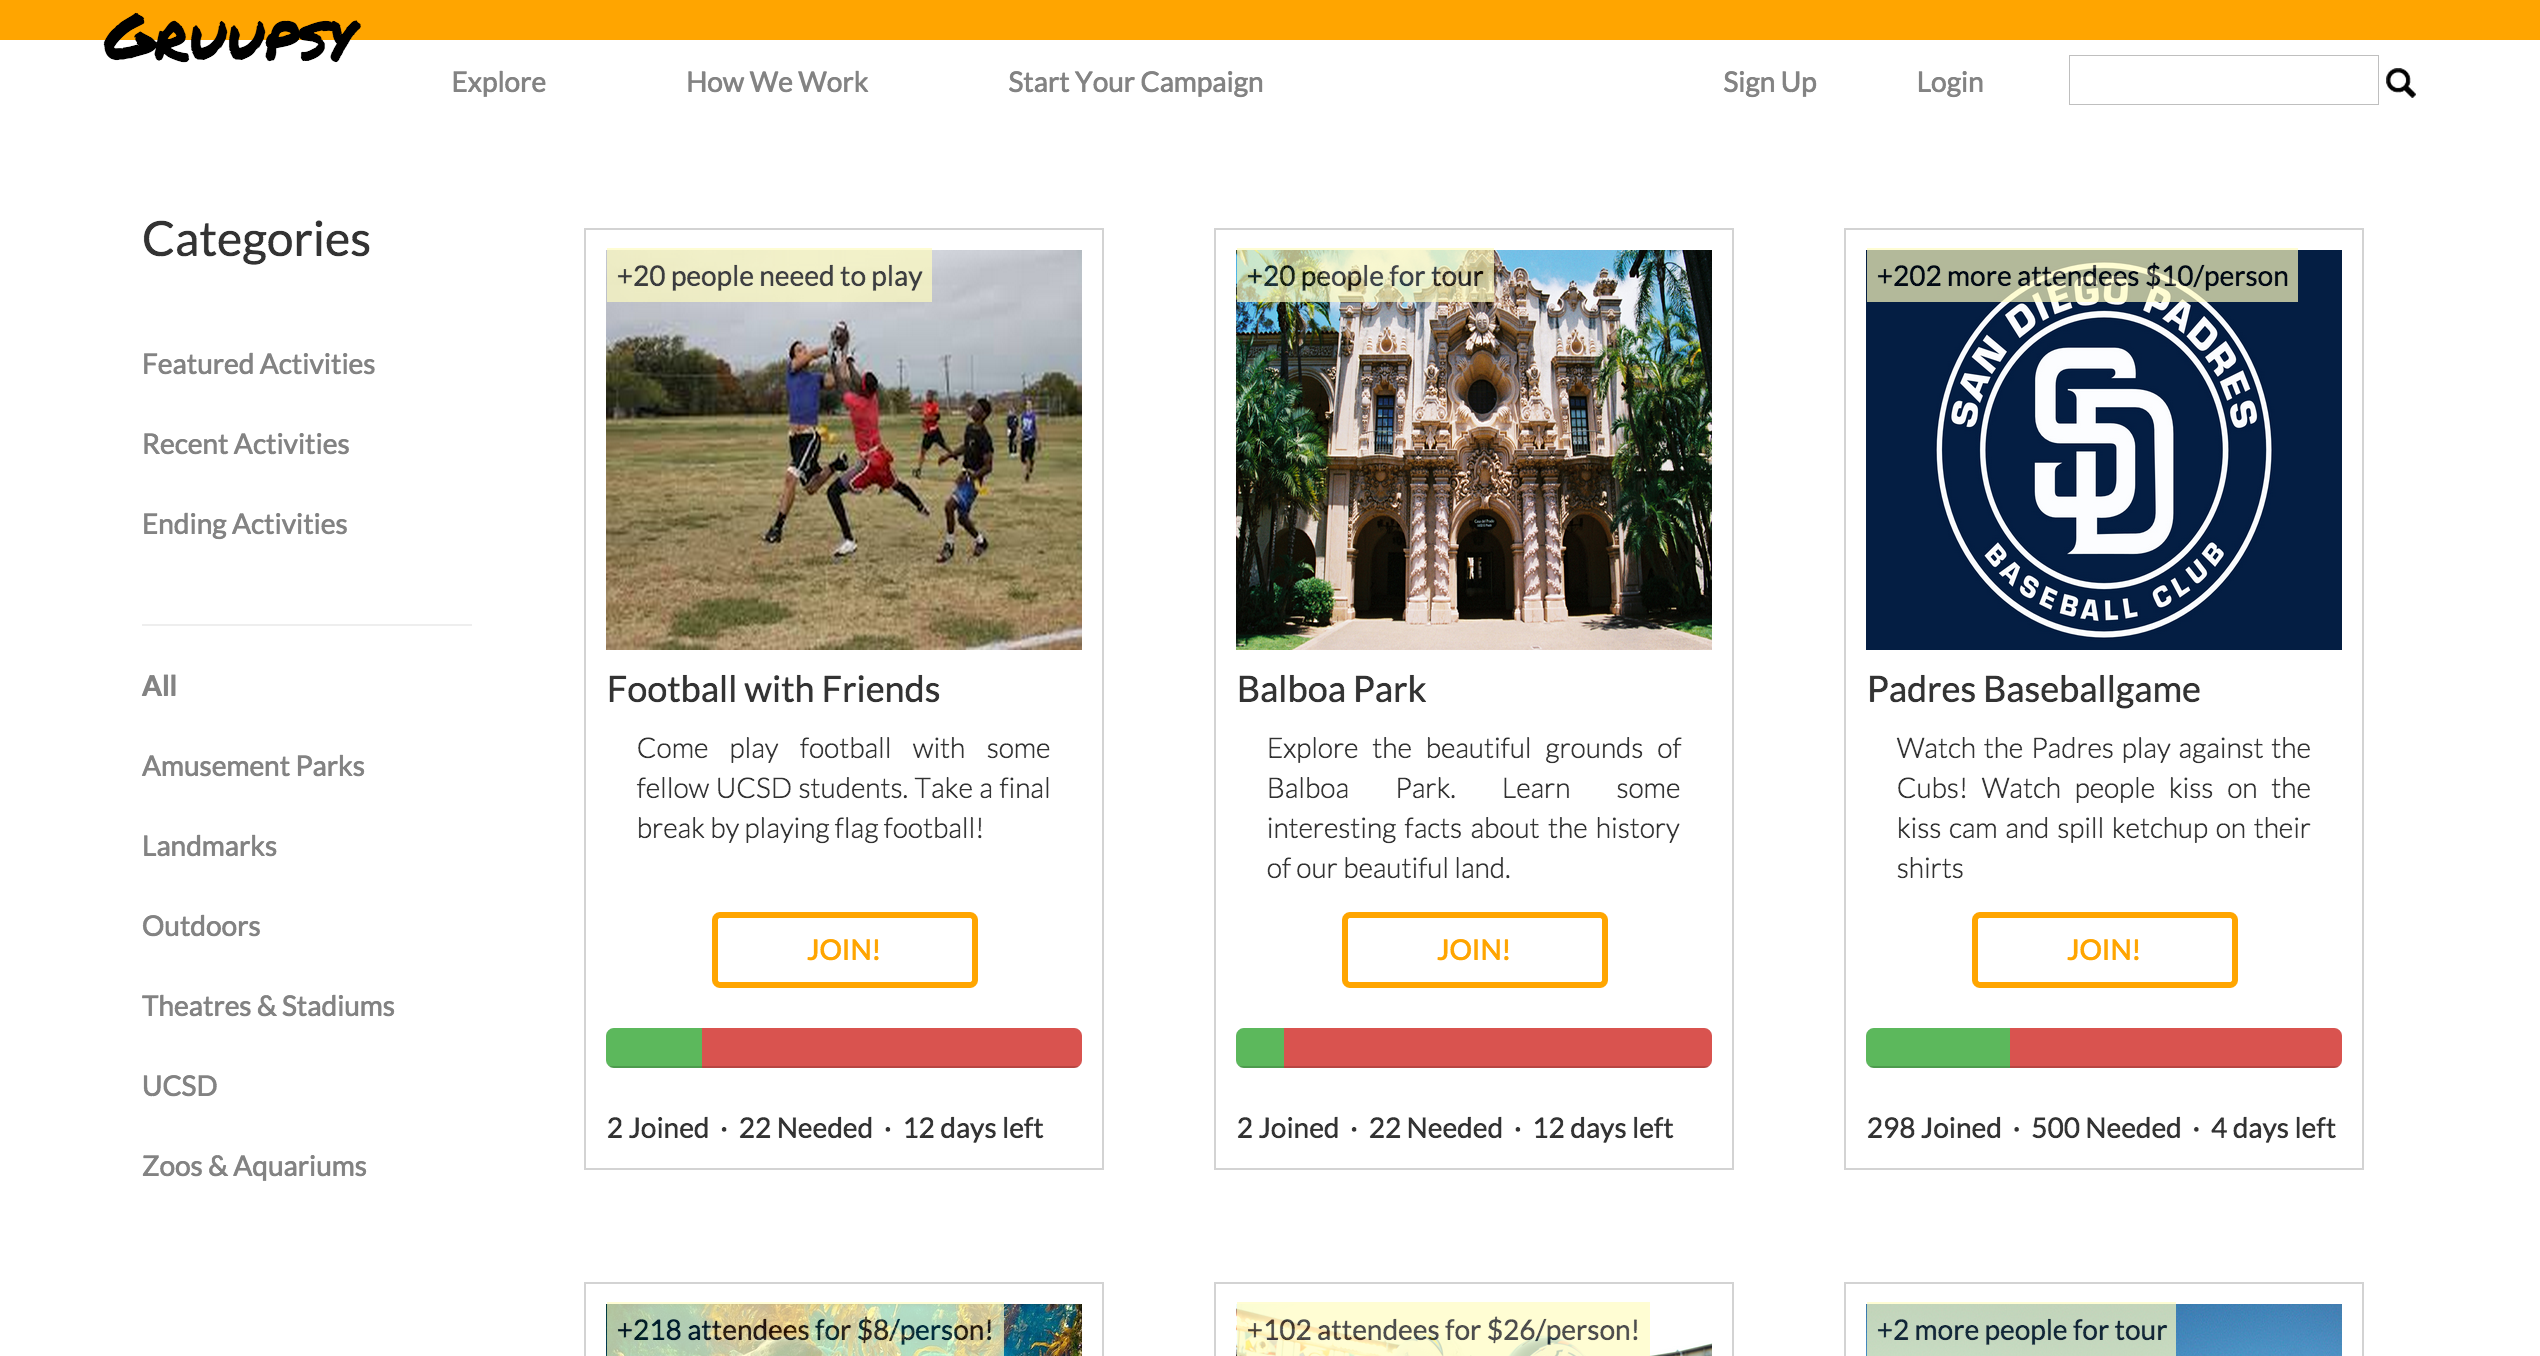 GRUUPSY
Explore How We Work Start Your Campaign Sign Up Login
Categories
Featured Activities
Recent Activities
Ending Activities
All
Amusement Parks
Landmarks
Outdoors
Theatres & Stadiums
UCSD
Zoos & Aquariums
+20 people neeed to play
Football with Friends
Come play football with some
fellow UCSD students. Take a final
break by playing flag football!
JOIN!
2 Joined · 22 Needed · 12 days left
+20 people for tour
Balboa Park
Explore the beautiful grounds of
Balboa Park. Learn some
interesting facts about the history
of our beautiful land.
JOIN!
2 Joined · 22 Needed · 12 days left
+202 more attendees $10/person
SAN DIEGO PADRES
SD
BASEBALL CLUB
Padres Baseballgame
Watch the Padres play against the
Cubs! Watch people kiss on the
kiss cam and spill ketchup on their
shirts
JOIN!
298 Joined · 500 Needed · 4 days left
+218 attendees for $8/person!
+102 attendees for $26/person!
+2 more people for tour